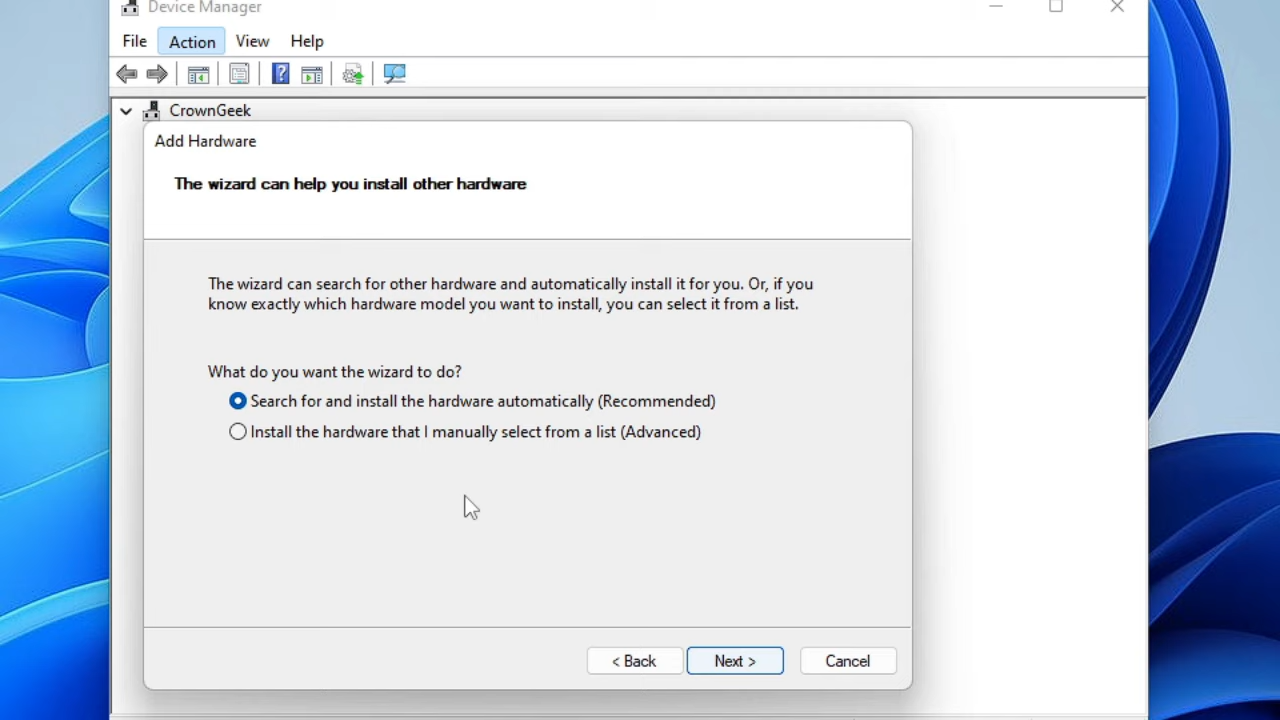 Device Manager
File Action View Help
CrownGeek
Add Hardware
The wizard can help you install other hardware
The wizard can search for other hardware and automatically install it for you. Or, if you
know exactly which hardware model you want to install, you can select it from a list.
What do you want the wizard to do?
Search for and install the hardware automatically (Recommended)
Install the hardware that I manually select from a list (Advanced)
< Back Next > Cancel